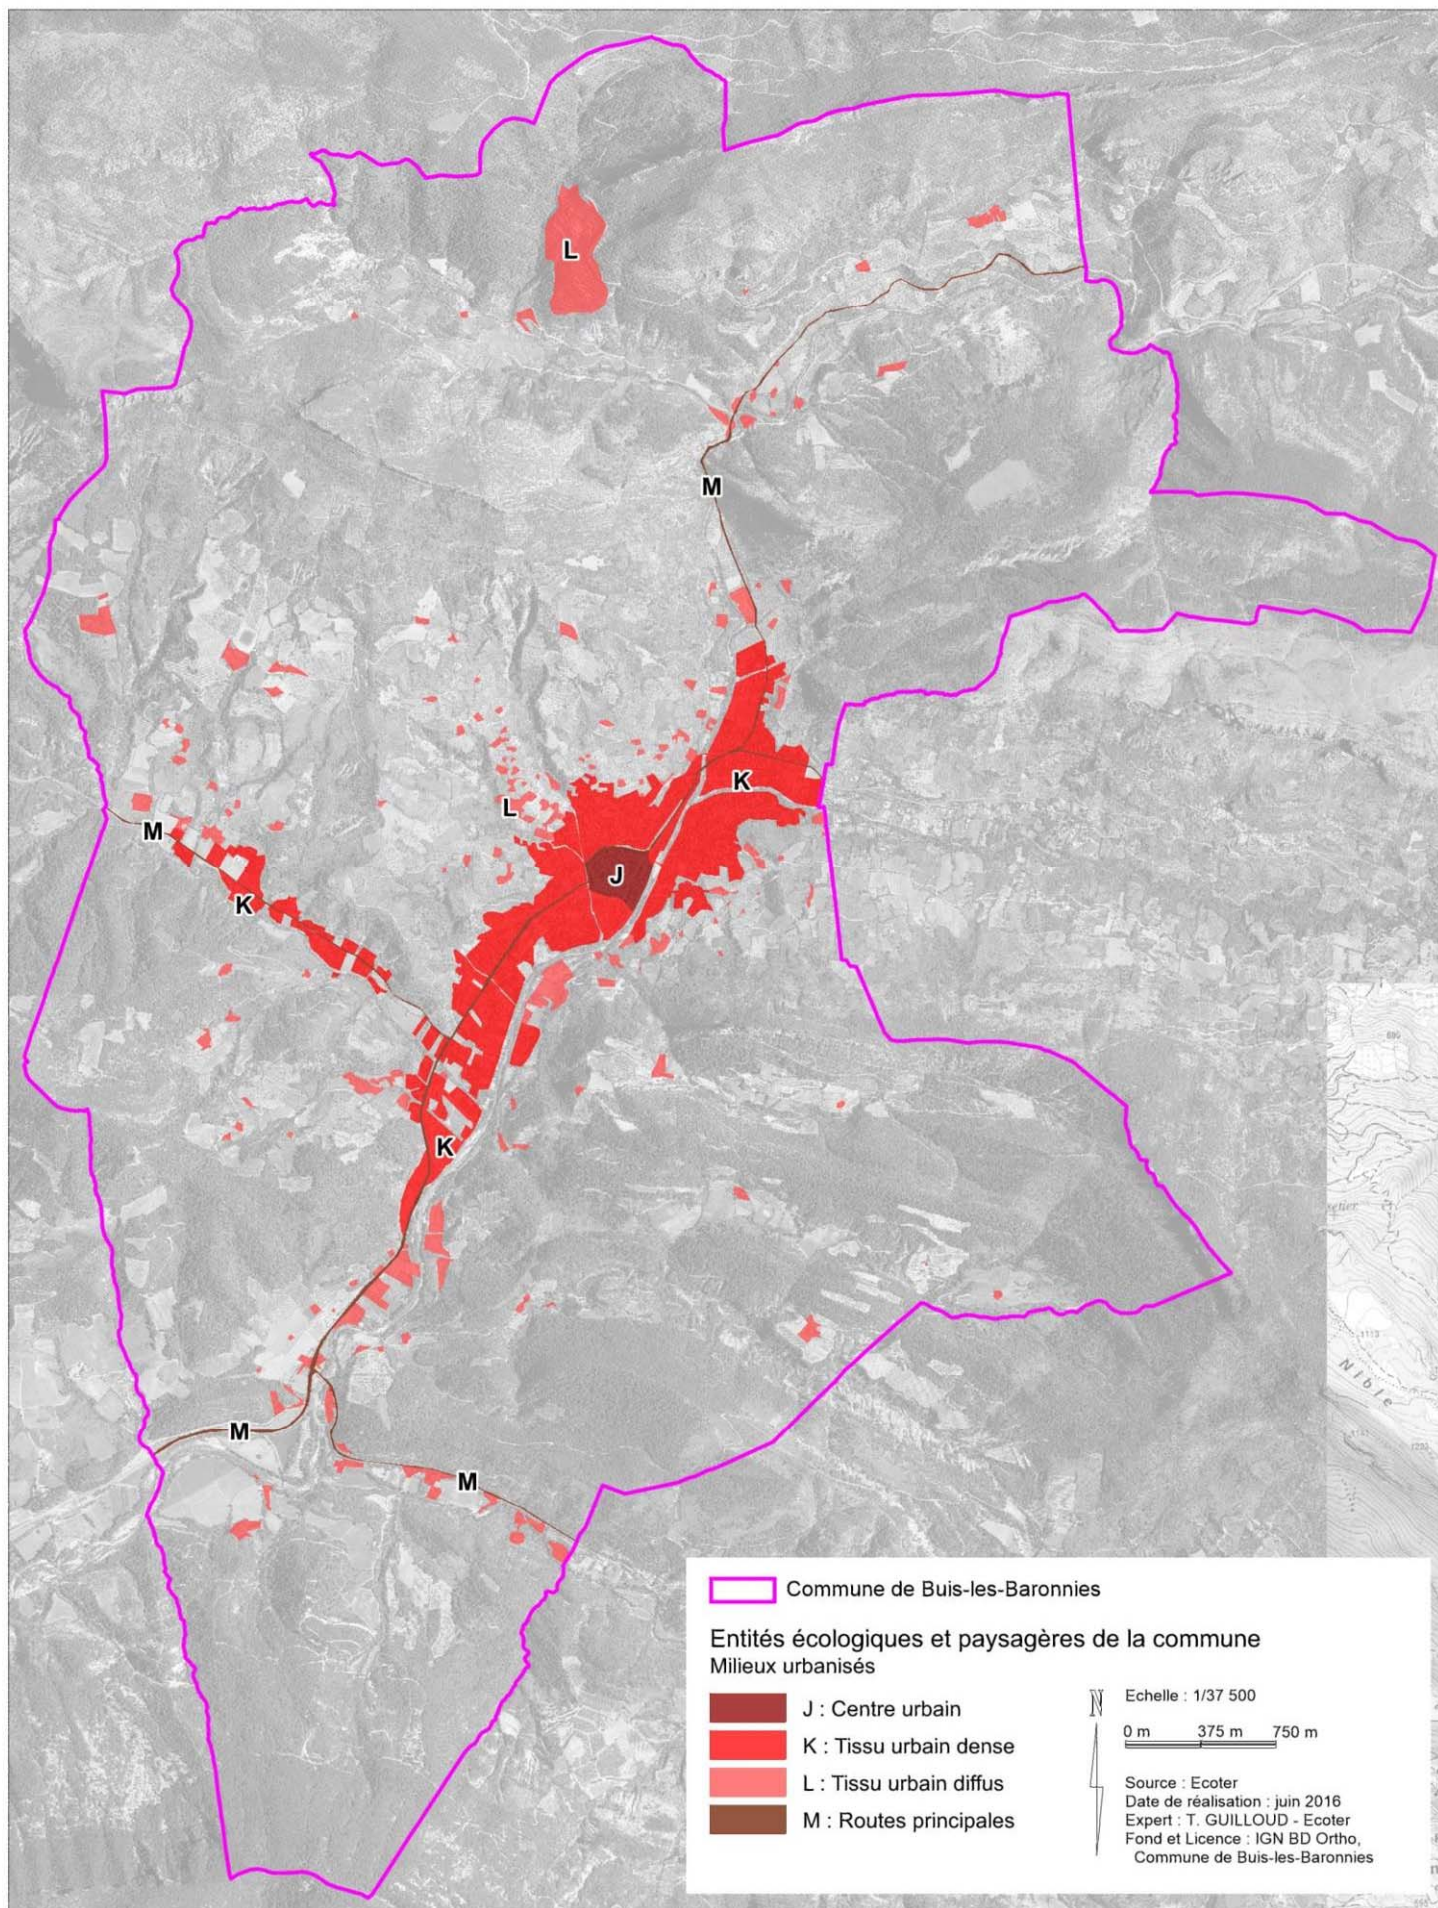 L
M
L
K
M
J
K
K
M
M
690
1113
Nible
Commune de Buis-les-Baronnies
Entités écologiques et paysagères de la commune
Milieux urbanisés
J : Centre urbain
K : Tissu urbain dense
L : Tissu urbain diffus
M : Routes principales
N
Echelle : 1/37 500
0 m 375 m 750 m
Source : Ecoter
Date de réalisation : juin 2016
Expert : T. GUILLOUD - Ecoter
Fond et Licence : IGN BD Ortho,
Commune de Buis-les-Baronnies